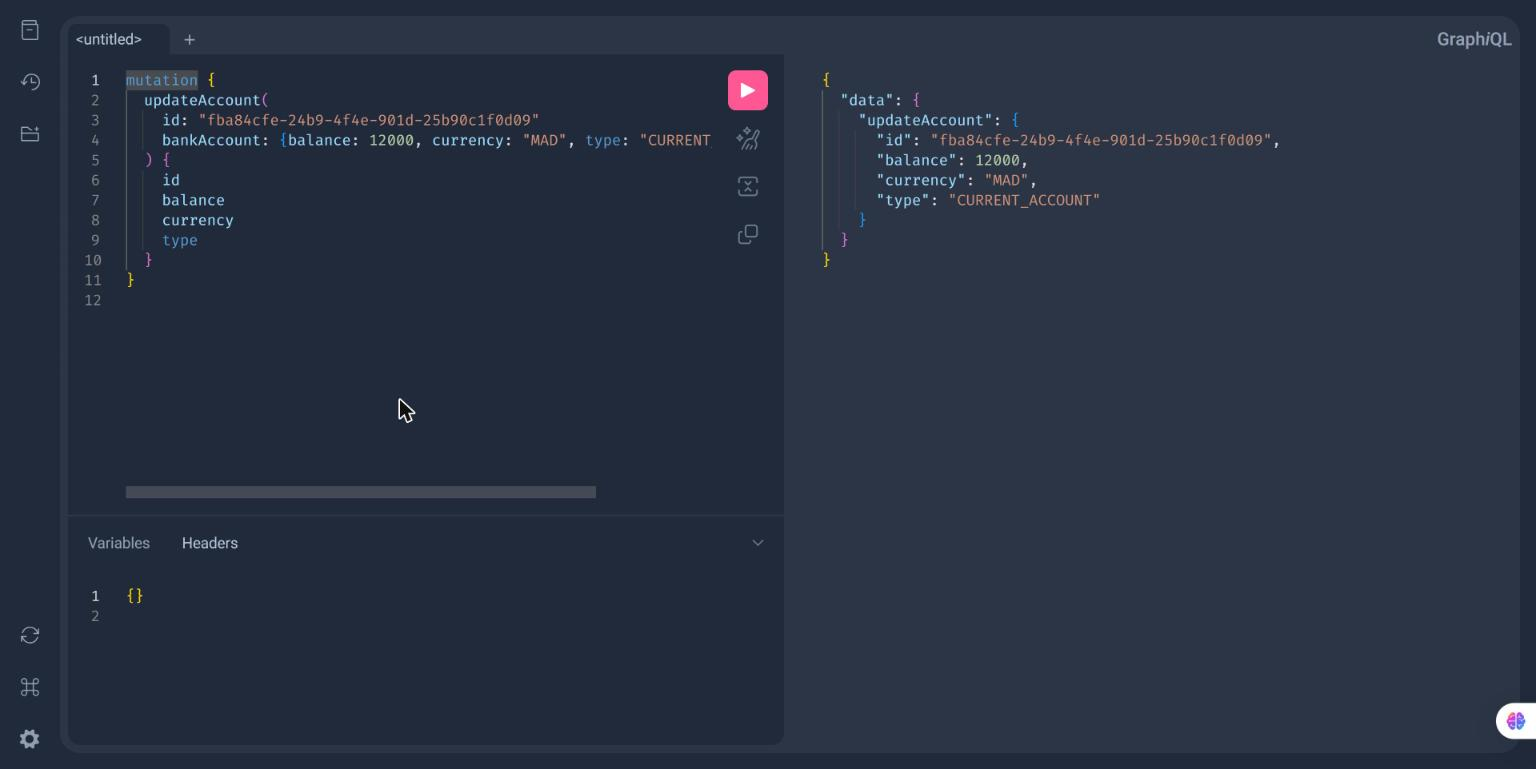 <untitled>
+
GraphiQL
1 mutation {
2 updateAccount(
3 id: "fba84cfe-24b9-4f4e-901d-25b90c1f0d09"
4 bankAccount: {balance: 12000, currency: "MAD", type: "CURRENT
5 ) {
6 id
7 balance
8 currency
9 type
10 }
11 }
12
{
"data": {
"updateAccount": {
"id": "fba84cfe-24b9-4f4e-901d-25b90c1f0d09",
"balance": 12000,
"currency": "MAD",
"type": "CURRENT_ACCOUNT"
}
}
}
Variables Headers
1 {}
2